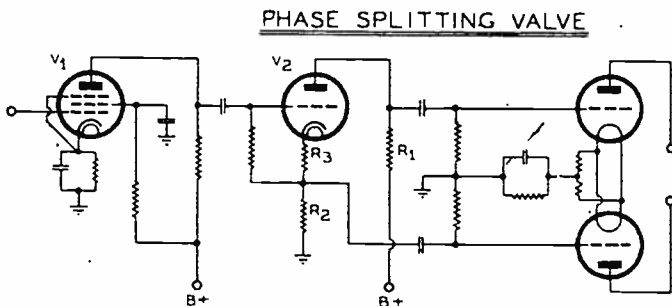 PHASE SPLITTING VALVE
V1
V2
R3
R1
R2
B+
B+